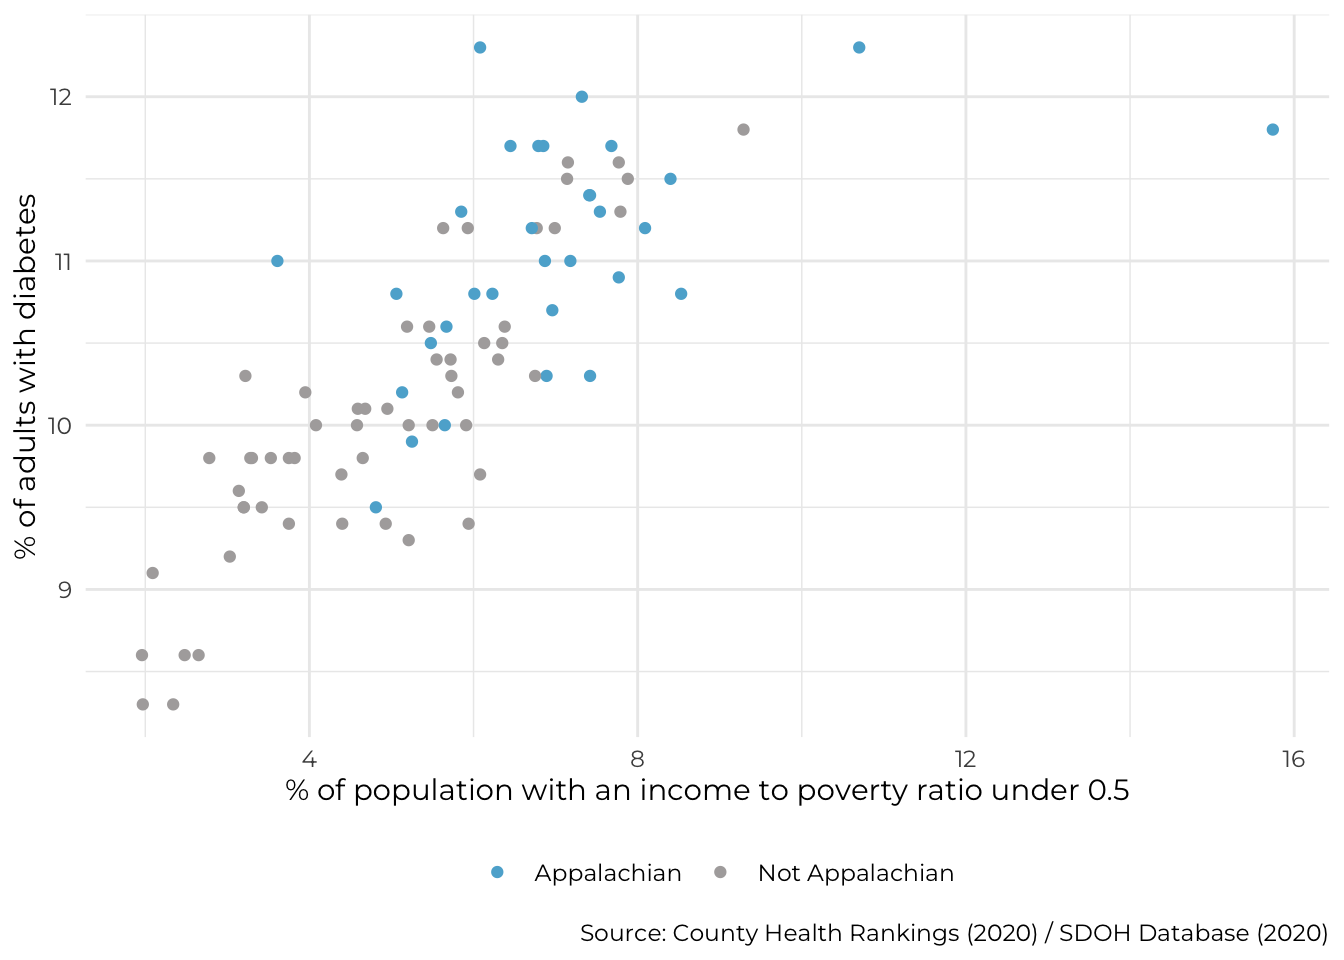 % of adults with diabetes
12
11
10
9
4 8 12 16
% of population with an income to poverty ratio under 0.5
Appalachian Not Appalachian
Source: County Health Rankings (2020) / SDOH Database (2020)